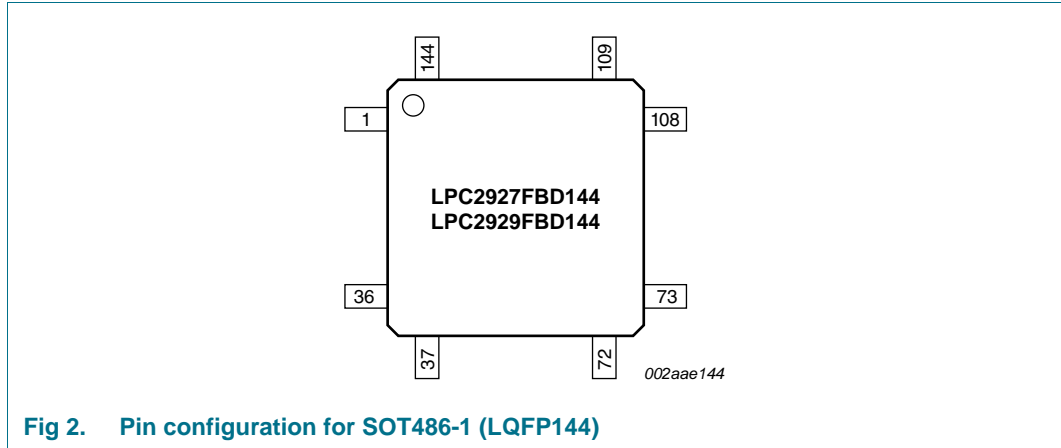 144
109
1
108
LPC2927FBD144
LPC2929FBD144
36
73
37
72
002aae144
Fig 2. Pin configuration for SOT486-1 (LQFP144)